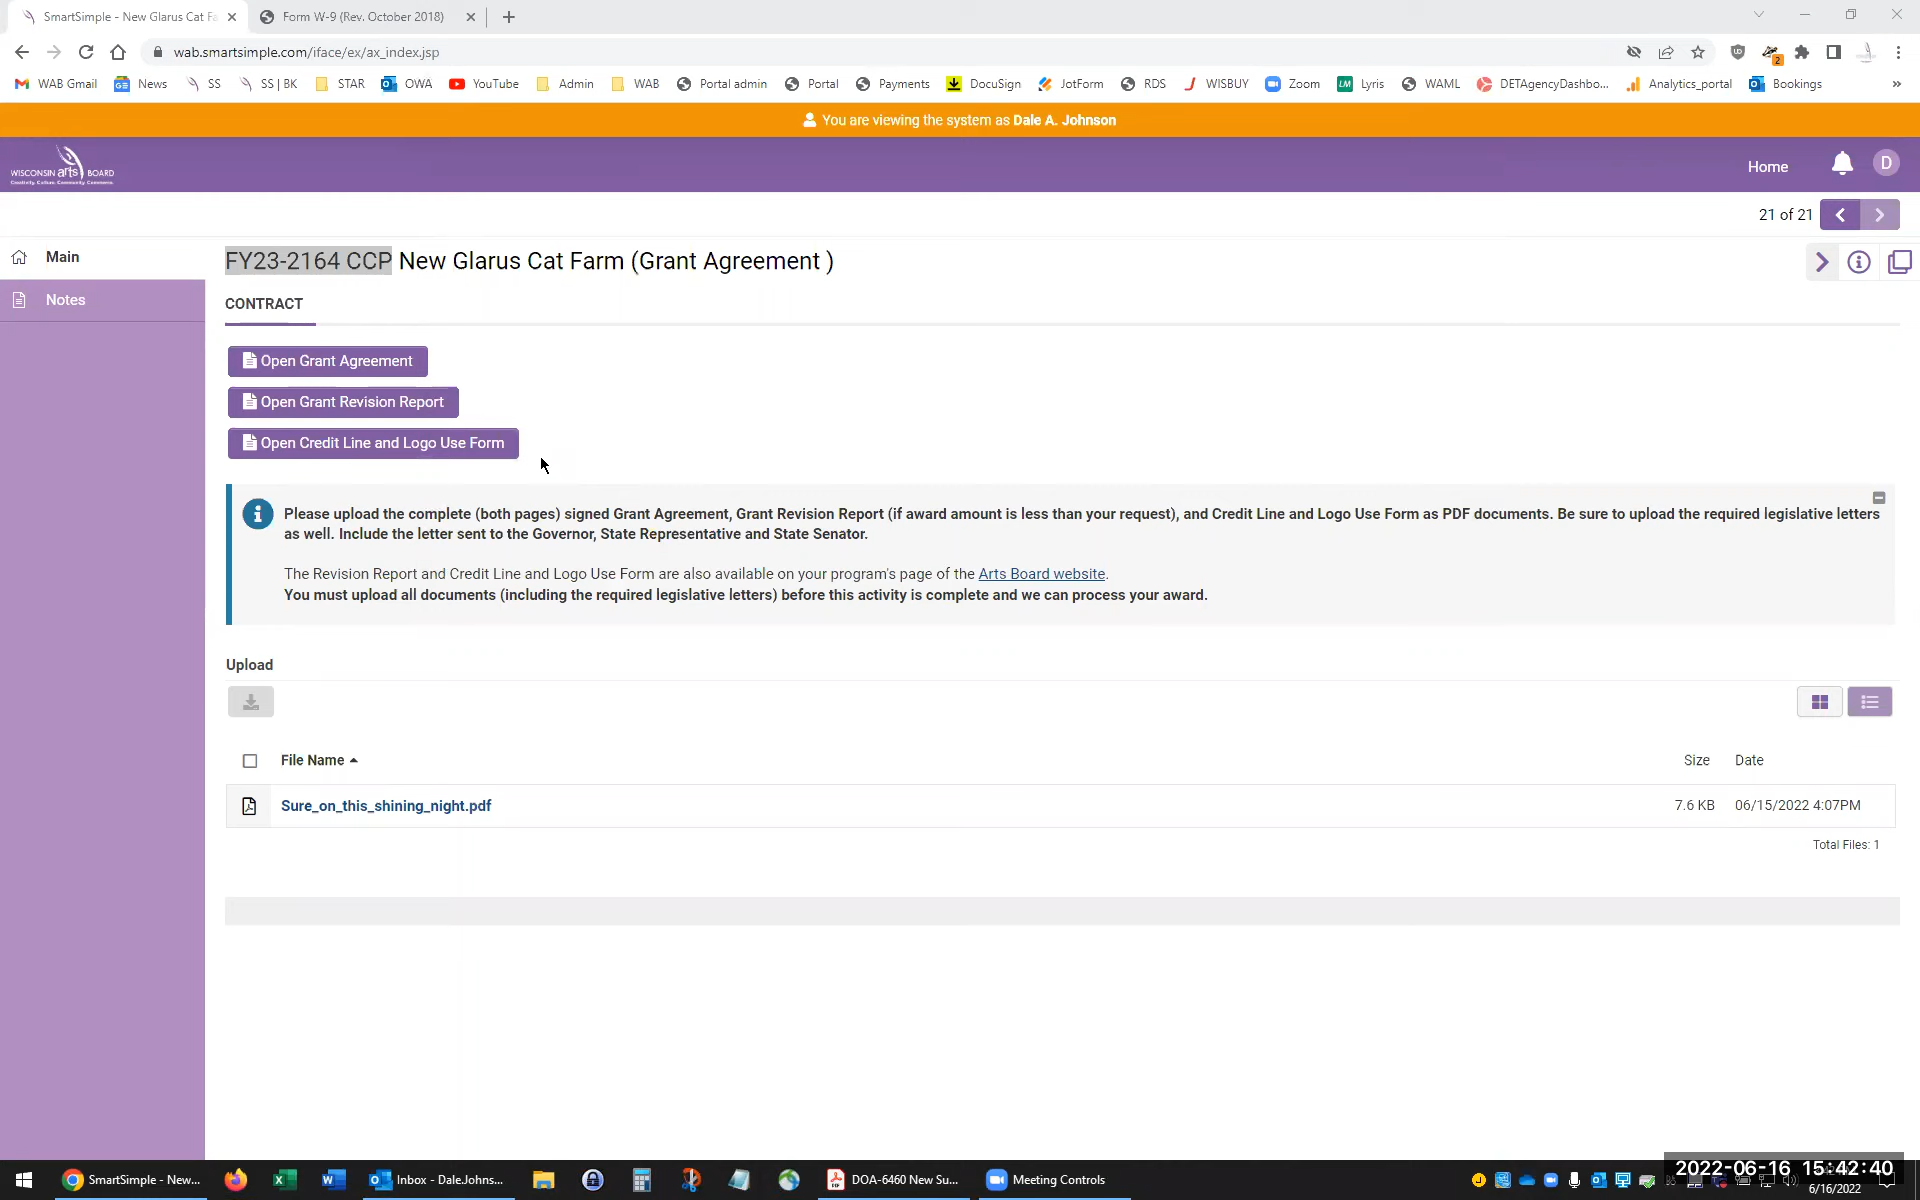 SmartSimple - New Glarus Cat Fa
Form W-9 (Rev. October 2018)
wab.smartsimple.com/iface/ex/ax_index.jsp
2
WAB Gmail
News
SS
SS | BK
STAR
OWA
YouTube
Admin
WAB
Portal admin
Portal
Payments
DocuSign
JotForm
RDS
WISBUY
Zoom
LM Lyris
WAML
DETAgencyDashbo...
Analytics_portal
Bookings
»
You are viewing the system as Dale A. Johnson
WISCONSIN arts BOARD
Creativity. Culture. Community. Commerce.
Home
D
21 of 21
Main
Notes
FY23-2164 CCP New Glarus Cat Farm (Grant Agreement )
CONTRACT
Open Grant Agreement
Open Grant Revision Report
Open Credit Line and Logo Use Form
Please upload the complete (both pages) signed Grant Agreement, Grant Revision Report (if award amount is less than your request), and Credit Line and Logo Use Form as PDF documents. Be sure to upload the required legislative letters
as well. Include the letter sent to the Governor, State Representative and State Senator.
The Revision Report and Credit Line and Logo Use Form are also available on your program's page of the Arts Board website.
You must upload all documents (including the required legislative letters) before this activity is complete and we can process your award.
Upload
File Name
Size
Date
Sure_on_this_shining_night.pdf
7.6 KB
06/15/2022 4:07PM
Total Files: 1
SmartSimple - New...
Inbox - DaleJohns...
DOA-6460 New Su...
Meeting Controls
2022-06-16 15:42:40
6/16/2022